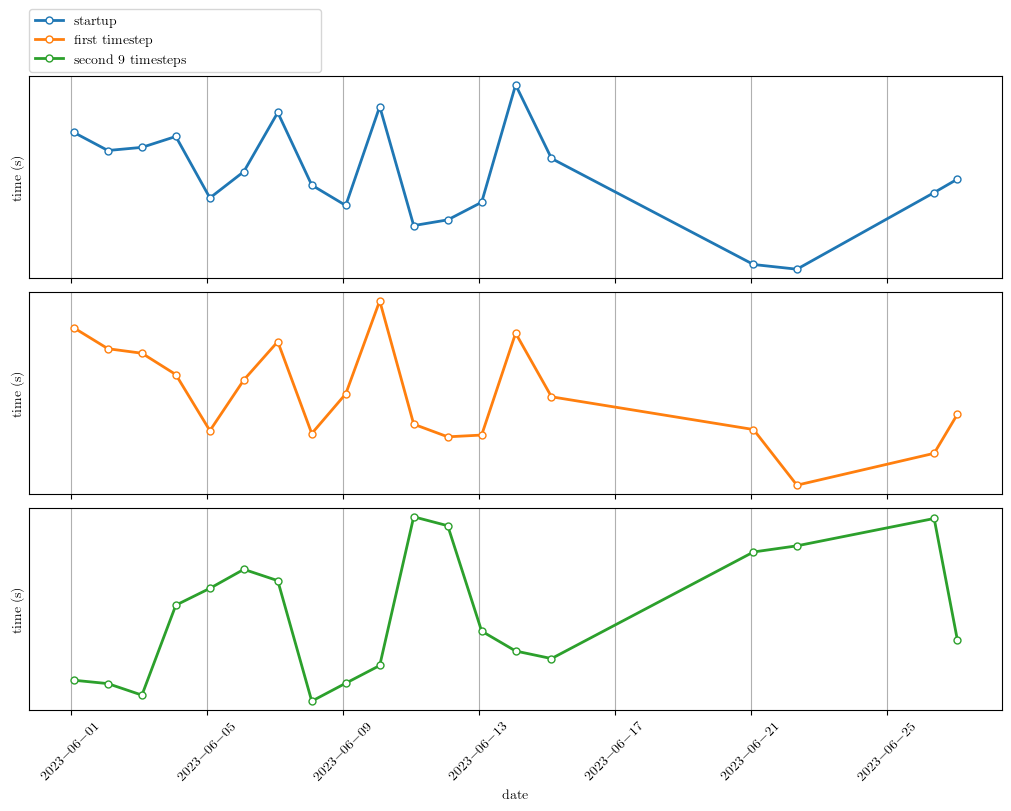 startup
first timestep
second 9 timesteps
time (s)
time (s)
time (s)
2023−06−01
2023−06−05
2023−06−09
2023−06−13
2023−06−17
2023−06−21
2023−06−25
date